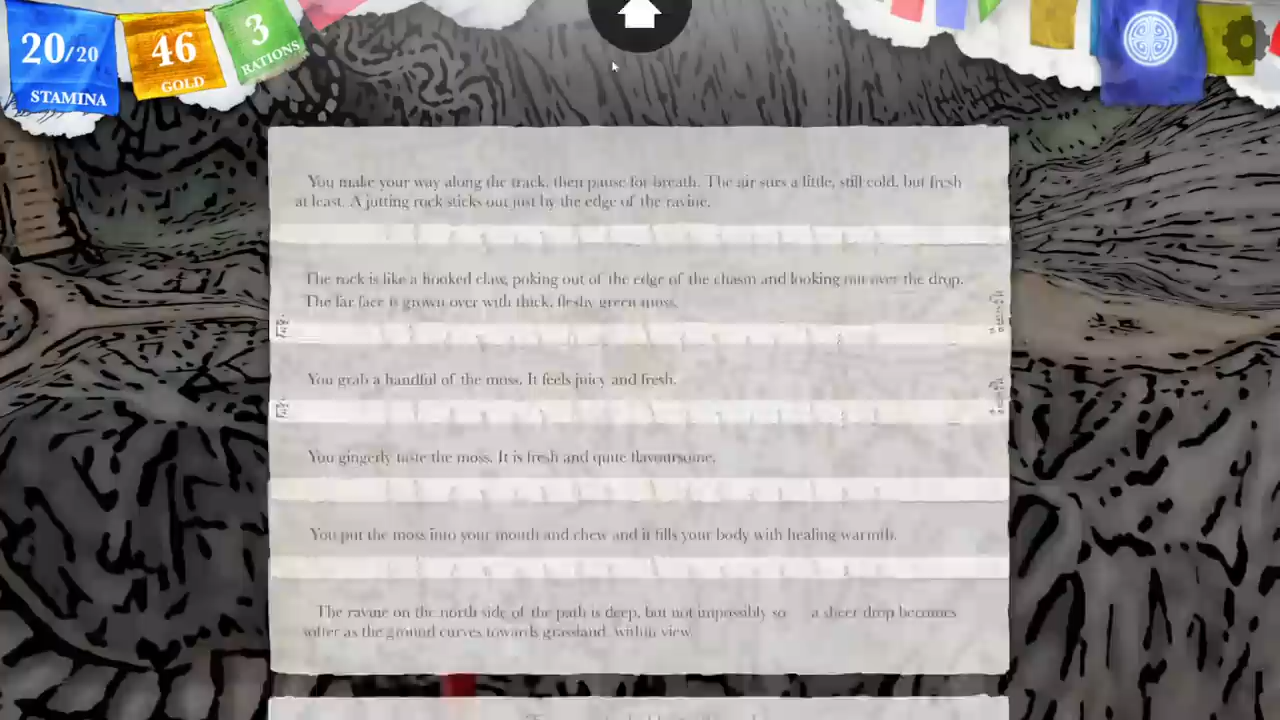 20/20
STAMINA
46
GOLD
3
RATIONS
You make your way along the track, then pause for breath. The air stirs a little, still cold, but fresh
at least. A jutting rock sticks out just by the edge of the ravine.
The rock is like a hooked claw, poking out of the edge of the chasm and looking out over the drop.
The far face is grown over with thick, fleshy green moss.
You grab a handful of the moss. It feels juicy and fresh.
You gingerly taste the moss. It is fresh and quite flavoursome.
You put the moss into your mouth and chew and it fills your body with healing warmth.
The ravine on the north side of the path is deep, but not impossibly so a sheer drop becomes
softer as the ground curves towards grassland, within view.